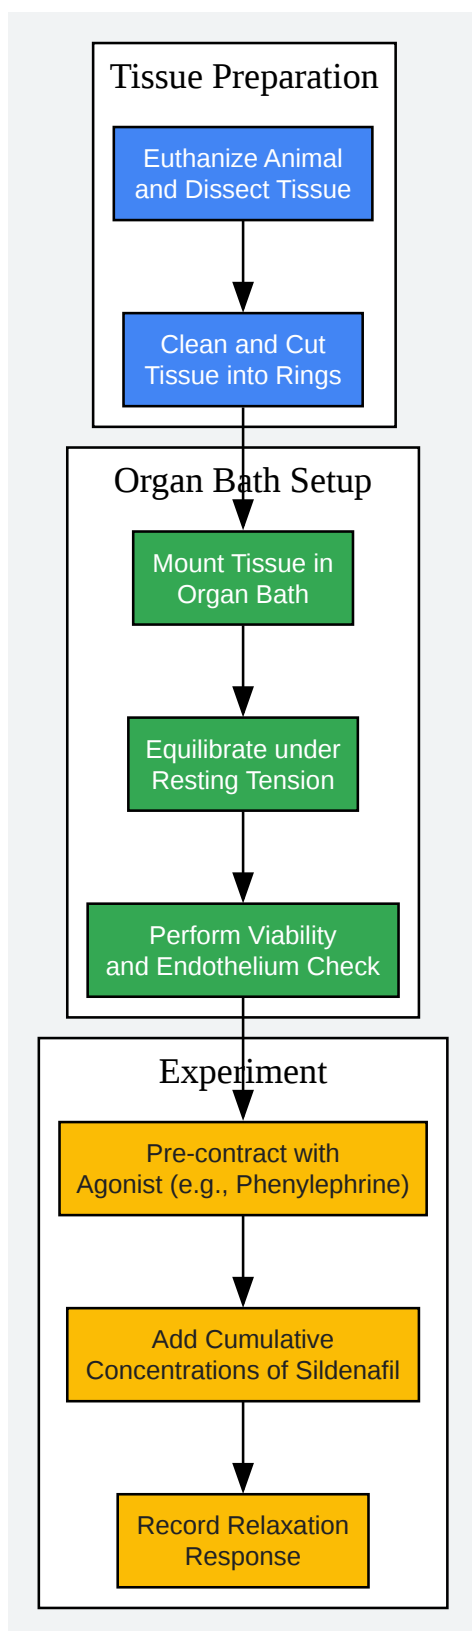 Tissue Preparation
Euthanize Animal
and Dissect Tissue
Clean and Cut
Tissue into Rings
Organ Bath Setup
Mount Tissue in
Organ Bath
Equilibrate under
Resting Tension
Perform Viability
and Endothelium Check
Experiment
Pre-contract with
Agonist (e.g., Phenylephrine)
Add Cumulative
Concentrations of Sildenafil
Record Relaxation
Response